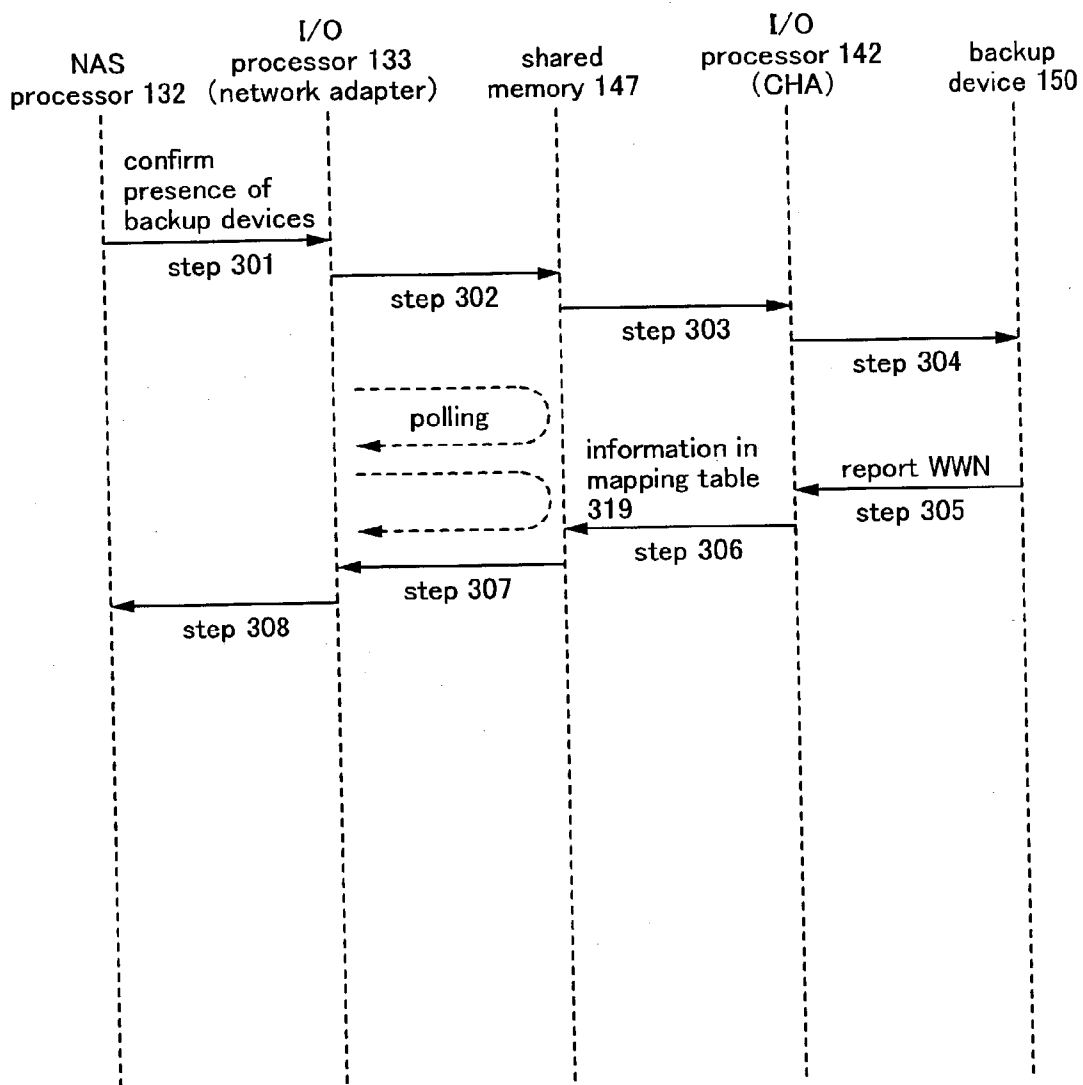 NAS
processor 132
I/O
processor 133
(network adapter)
shared
memory 147
I/O
processor 142
(CHA)
backup
device 150
confirm
presence of
backup devices
step 301
step 302
step 303
step 304
polling
information in
mapping table
319
report WWN
step 305
step 306
step 307
step 308